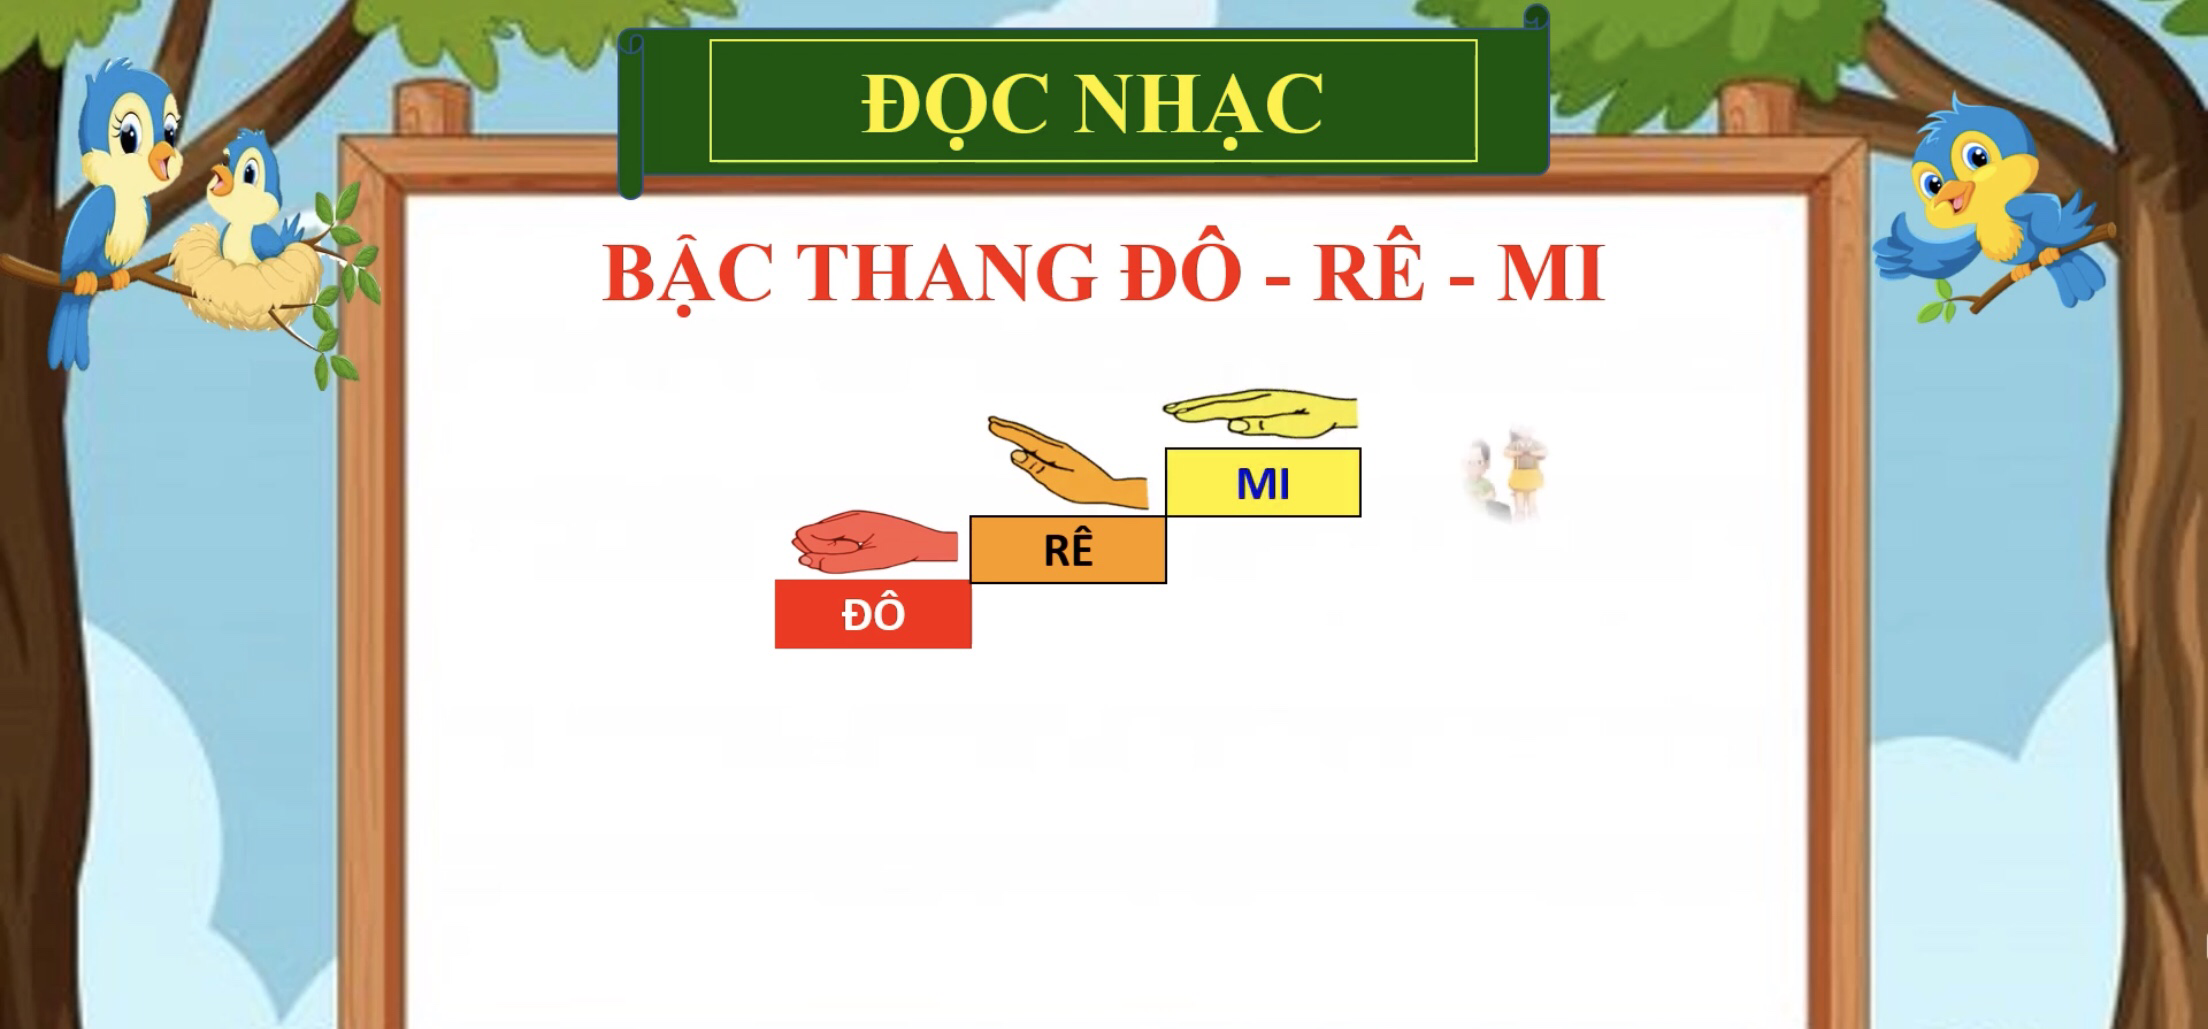 ĐỌC NHẠC
BẬC THANG ĐÔ - RÊ - MI
MI
RÊ
ĐÔ